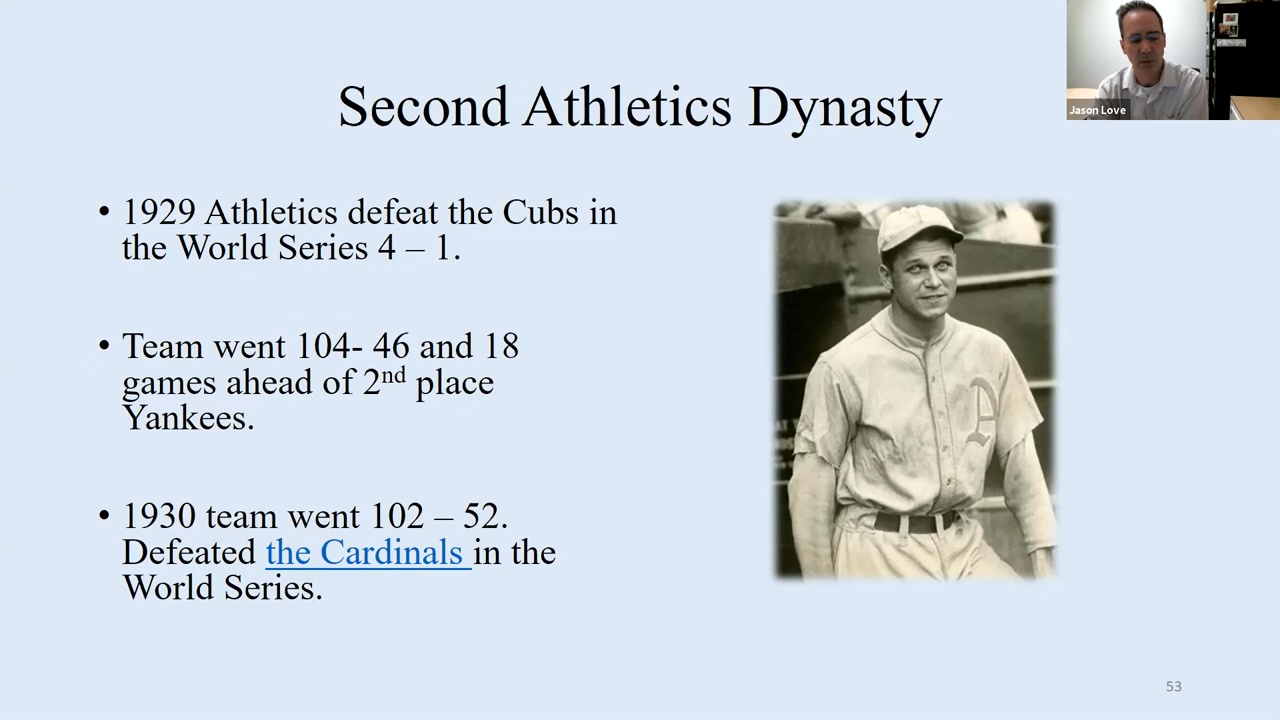 Jason Love
Second Athletics Dynasty
• 1929 Athletics defeat the Cubs in
the World Series 4 – 1.
• Team went 104- 46 and 18
games ahead of 2nd place
Yankees.
• 1930 team went 102 – 52.
Defeated the Cardinals in the
World Series.
A
53